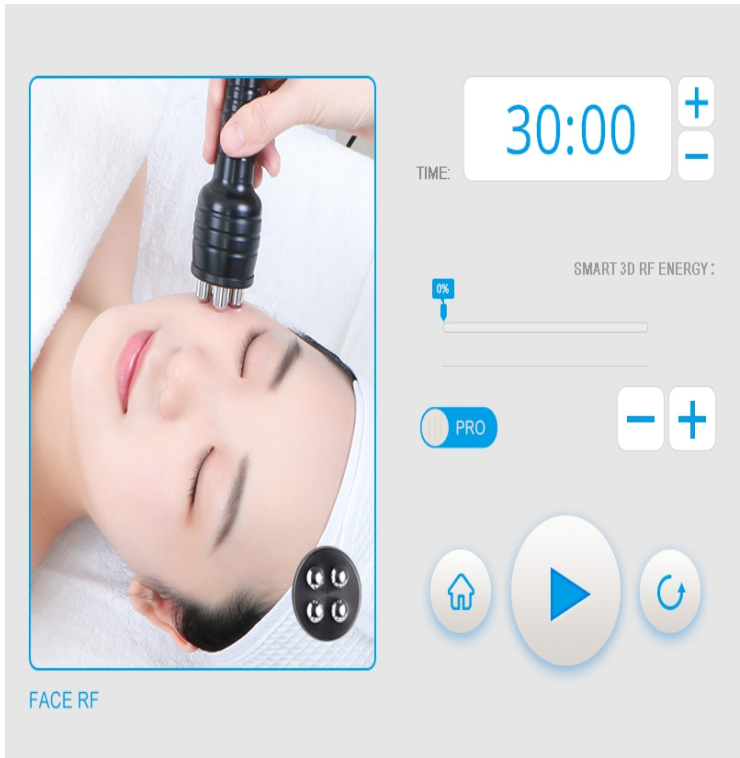 30:00
TIME:
SMART 3D RF ENERGY:
0%
PRO
FACE RF